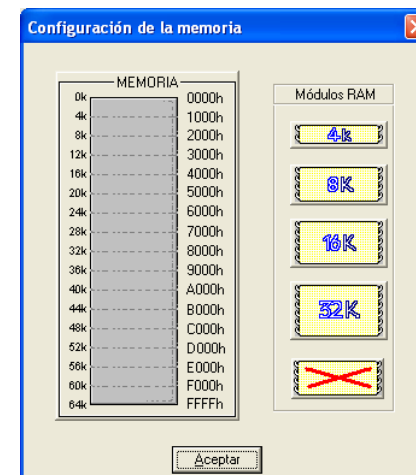 Configuración de la memoria
MEMORIA
0k 0000h
4k 1000h
8k 2000h
12k 3000h
16k 4000h
20k 5000h
24k 6000h
28k 7000h
32k 8000h
36k 9000h
40k A000h
44k B000h
48k C000h
52k D000h
56k E000h
60k F000h
64k FFFFh
Módulos RAM
4k
8K
16K
32K
Aceptar